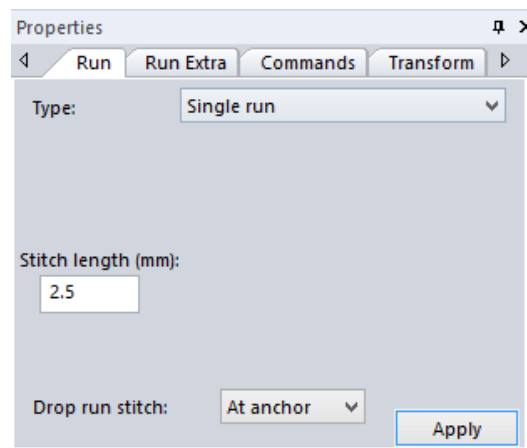 Properties
Run Run Extra Commands Transform
Type: Single run
Stitch length (mm):
2.5
Drop run stitch: At anchor
Apply